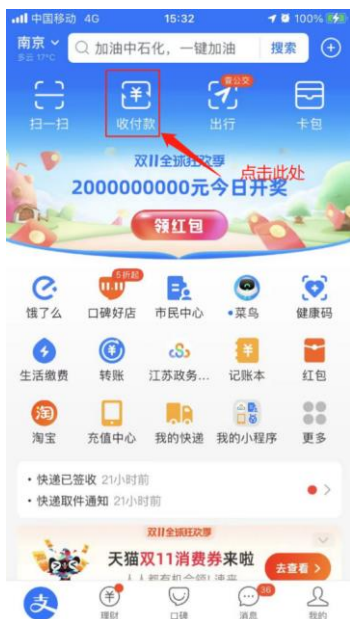 中国移动 4G 15:32 100%
南京
多云 17°C
加油中石化，一键加油 搜索
首公交
扫一扫 收付款 出行 卡包
双11全球狂欢季
点击此处
2000000000元今日开奖
领红包
5折起
11.11
饿了么 口碑好店 市民中心 菜鸟 健康码
生活缴费 转账 江苏政务... 记账本 红包
淘
淘宝 充值中心 我的快递 我的小程序 更多
·快递已签收 21小时前
·快递取件通知 21小时前
双11全球狂欢季
天猫双11消费券来啦
去查看 >
支
36
理财 口碑 消息 我的